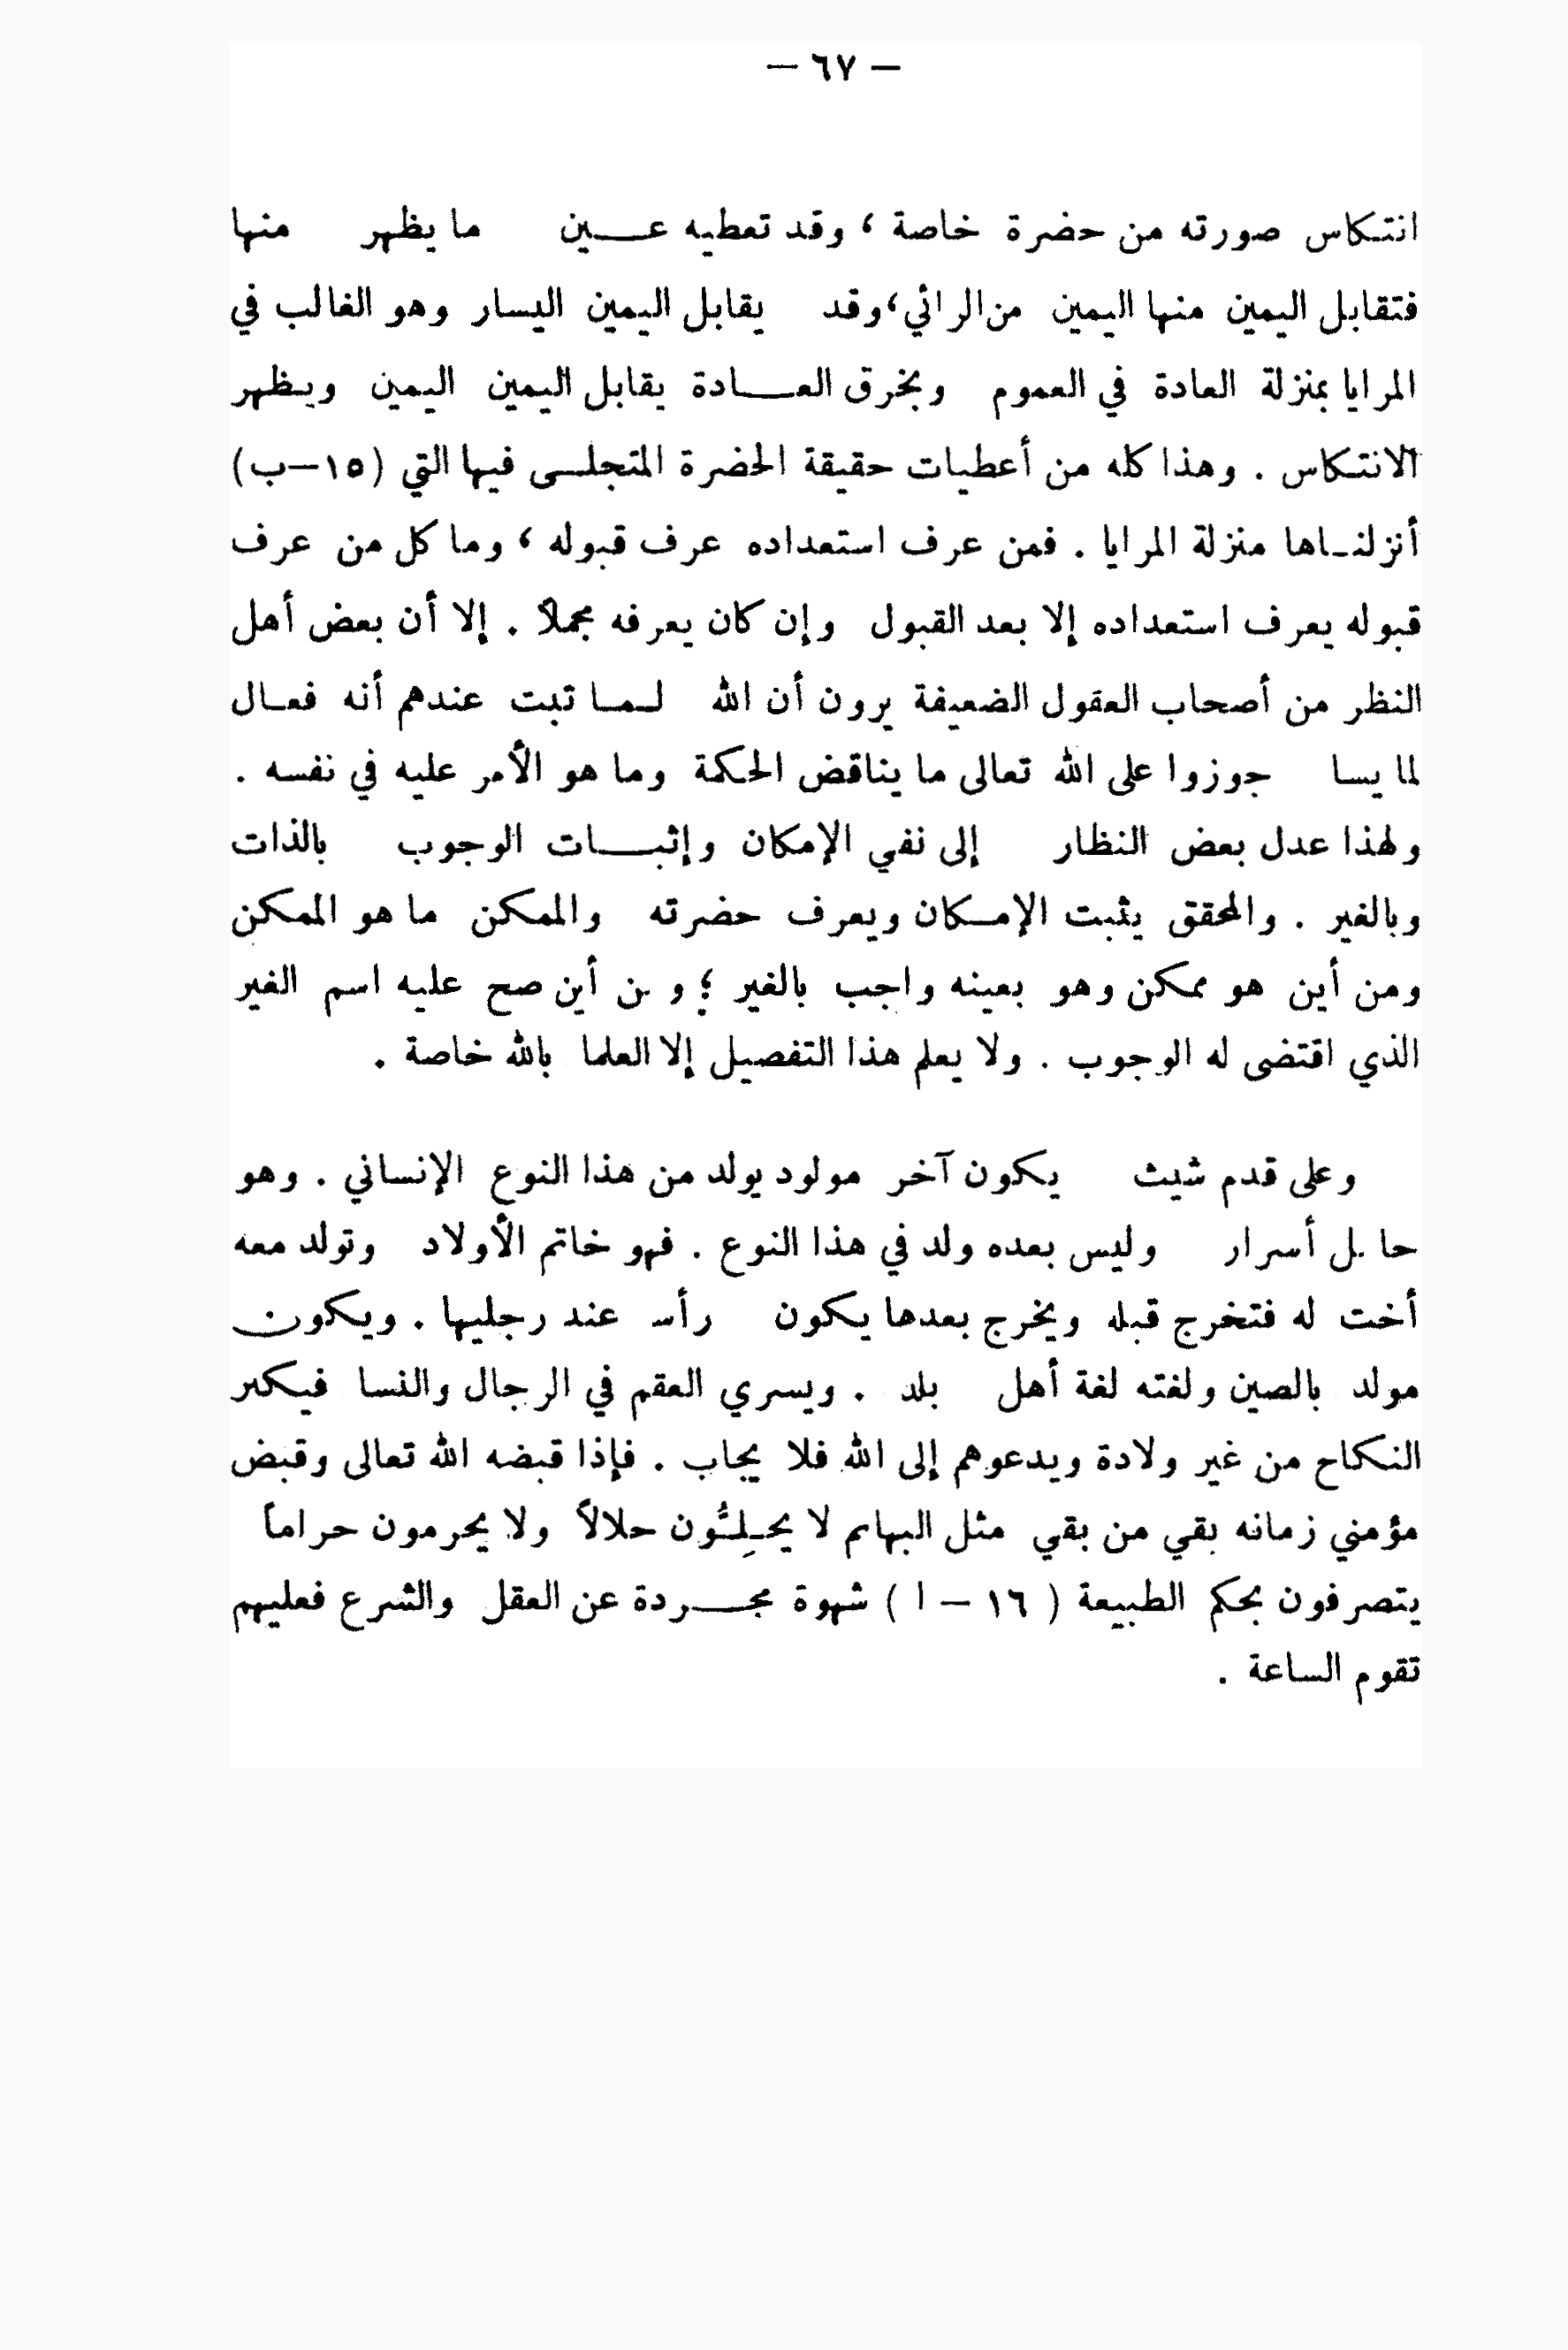 — ٦٧ —
انتكاس صورته من حضرة خاصة ، وقد تعطيه عين ما يظهر منها
فتقابل اليمين منها اليمين من الرائي ، وقد يقابل اليمين اليسار وهو الغالب في
المرايا بمنزلة العادة في العموم وبخرق العادة يقابل اليمين اليمين ويظهر
الانتكاس . وهذا كله من أعطيات حقيقة الحضرة المتجلى فيها التي (١٥–ب)
أنزلناها منزلة المرايا . فمن عرف استعداده عرف قبوله ، وما كل من عرف
قبوله يعرف استعداده إلا بعد القبول وإن كان يعرفه مجملاً . إلا أن بعض أهل
النظر من أصحاب العقول الضعيفة يرون أن الله لما ثبت عندهم أنه فعال
لما يسا جوزوا على الله تعالى ما يناقض الحكمة وما هو الأمر عليه في نفسه .
ولهذا عدل بعض النظار إلى نفي الإمكان وإثبات الوجوب بالذات
وبالغير . والمحقق يثبت الإمكان ويعرف حضرته والممكن ما هو الممكن
ومن أين هو ممكن وهو بعينه واجب بالغير ؛ و أين صح عليه اسم الغير
الذي اقتضى له الوجوب . ولا يعلم هذا التفصيل إلا العلما بالله خاصة .
وعلى قدم شيث يكون آخر مولود يولد من هذا النوع الإنساني . وهو
أسرار وليس بعده ولد في هذا النوع . فهو خاتم الأولاد وتولد معه
أخت له فتخرج قبله ويخرج بعدها يكون رأسـ عند رجليها . ويكون
مولد بالصين ولغته لغة أهل بلد . ويسري العقم في الرجال والنسا فيكثر
النكاح من غير ولادة ويدعوهم إلى الله فلا يجاب . فإذا قبضه الله تعالى وقبض
مؤمني زمانه بقي من بقي مثل البهائم لا يحِلُّون حلالاً ولا يحرمون حراماً
يتصرفون بحكم الطبيعة ( ١٦ – ا ) شهوة مجردة عن العقل والشرع فعليهم
تقوم الساعة .